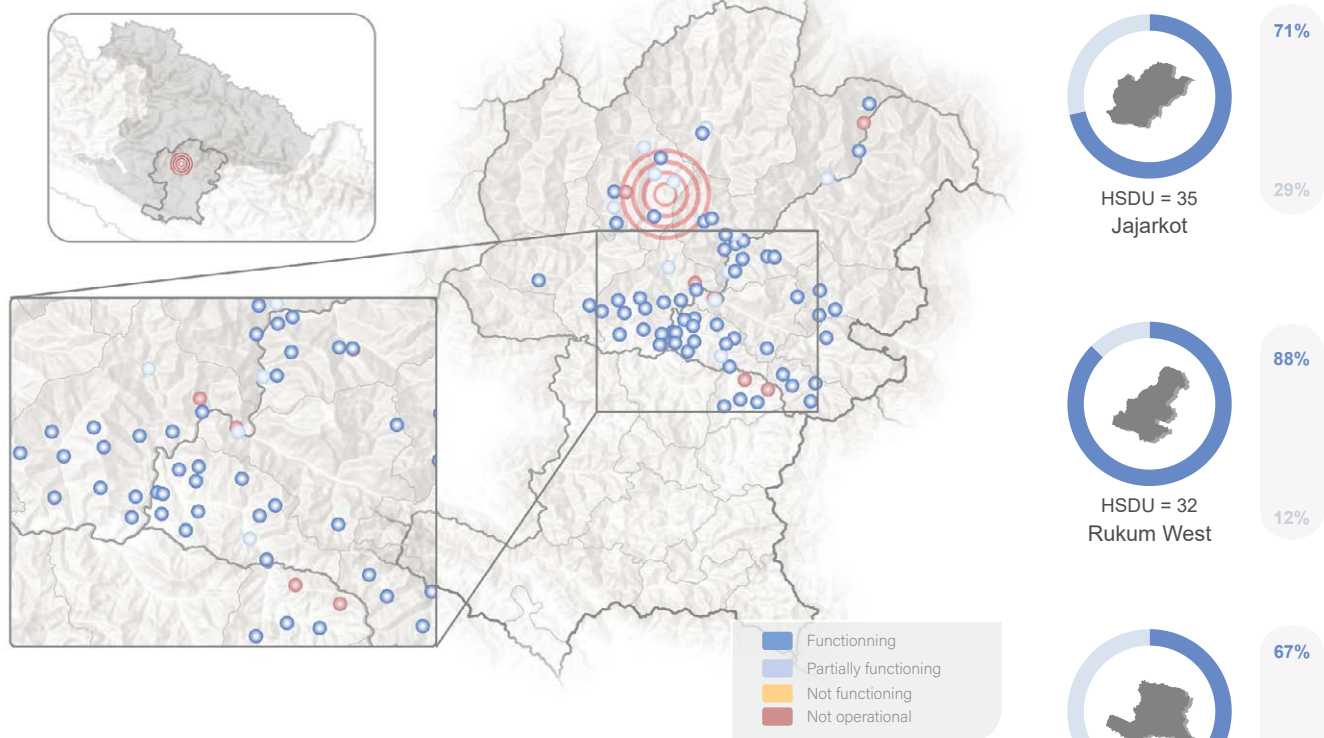 71%
29%
HSDU = 35
Jajarkot
88%
12%
HSDU = 32
Rukum West
67%
Functionning
Partially functioning
Not functioning
Not operational